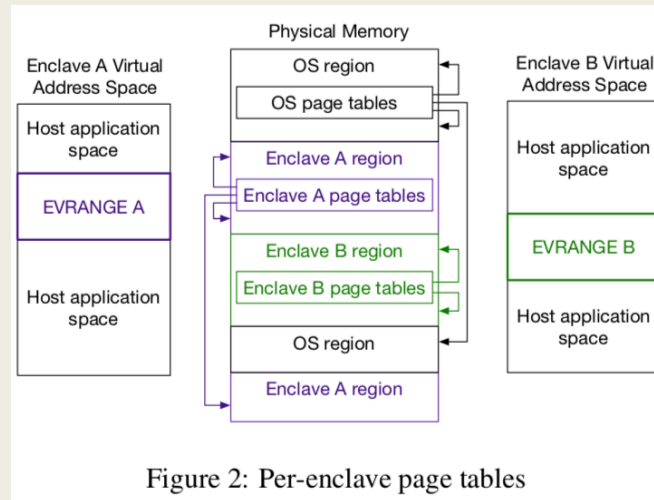 Physical Memory
Enclave A Virtual
Address Space
Host application
space
EVRANGE A
Host application
space
OS region
OS page tables
Enclave A region
Enclave A page tables
Enclave B region
Enclave B page tables
OS region
Enclave A region
Enclave B Virtual
Address Space
Host application
space
EVRANGE B
Host application
space
Figure 2: Per-enclave page tables